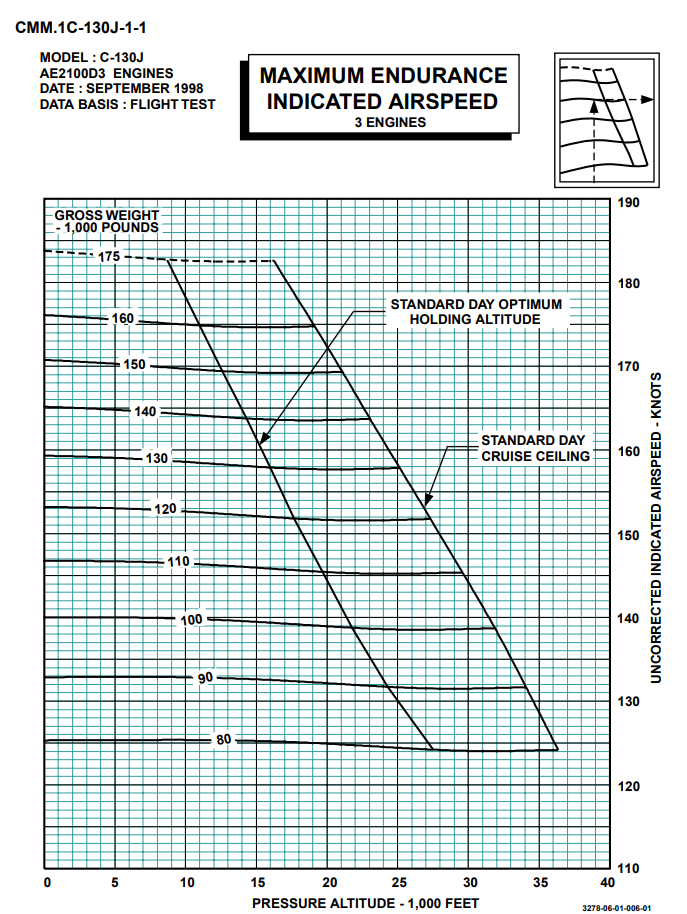 CMM.1C-130J-1-1
MODEL : C-130J
AE2100D3 ENGINES
DATE : SEPTEMBER 1998
DATA BASIS : FLIGHT TEST
MAXIMUM ENDURANCE
INDICATED AIRSPEED
3 ENGINES
GROSS WEIGHT
- 1,000 POUNDS
175
160
150
140
130
120
110
100
90
80
STANDARD DAY OPTIMUM
HOLDING ALTITUDE
STANDARD DAY
CRUISE CEILING
190
180
170
160
150
140
130
120
110
UNCORRECTED INDICATED AIRSPEED - KNOTS
0 5 10 15 20 25 30 35 40
PRESSURE ALTITUDE - 1,000 FEET
3278-06-01-006-01